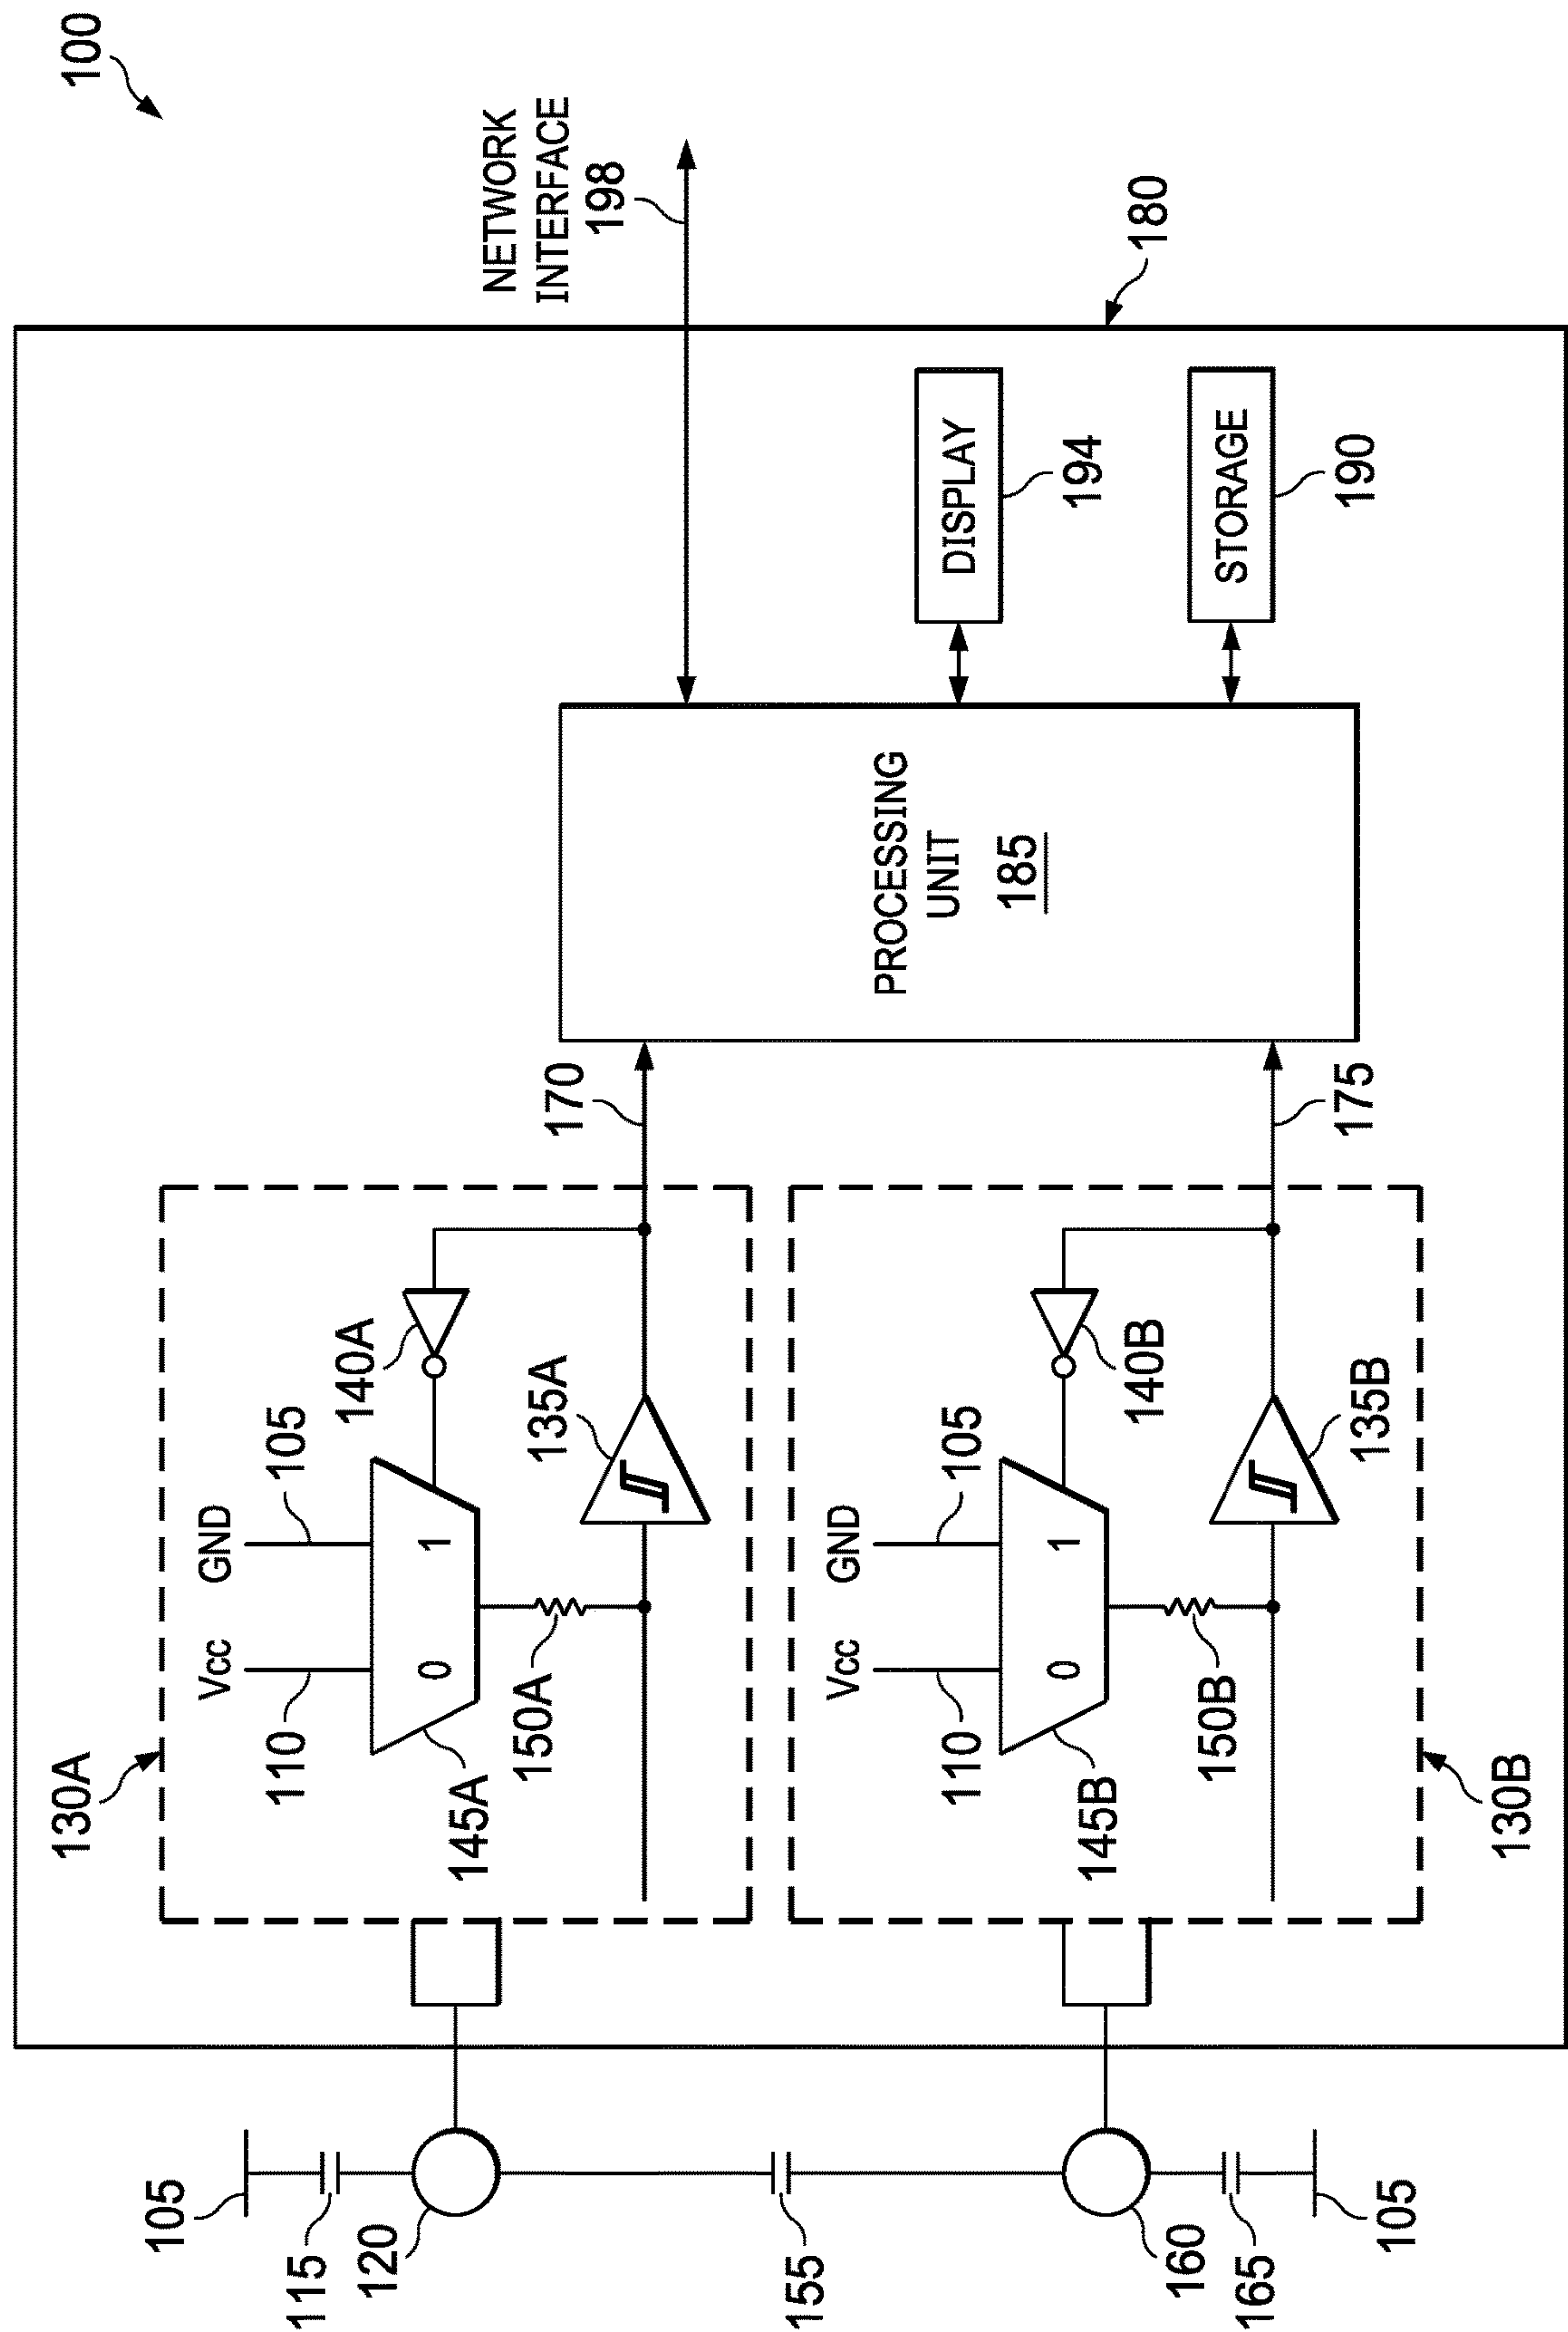 100
NETWORK
INTERFACE
198
180
DISPLAY
194
STORAGE
190
PROCESSING
UNIT
185
170
175
130A
Vcc
GND
110
105
140A
0
1
145A
150A
135A
Vcc
GND
110
105
140B
0
1
145B
150B
135B
130B
105
115
120
155
160
165
105